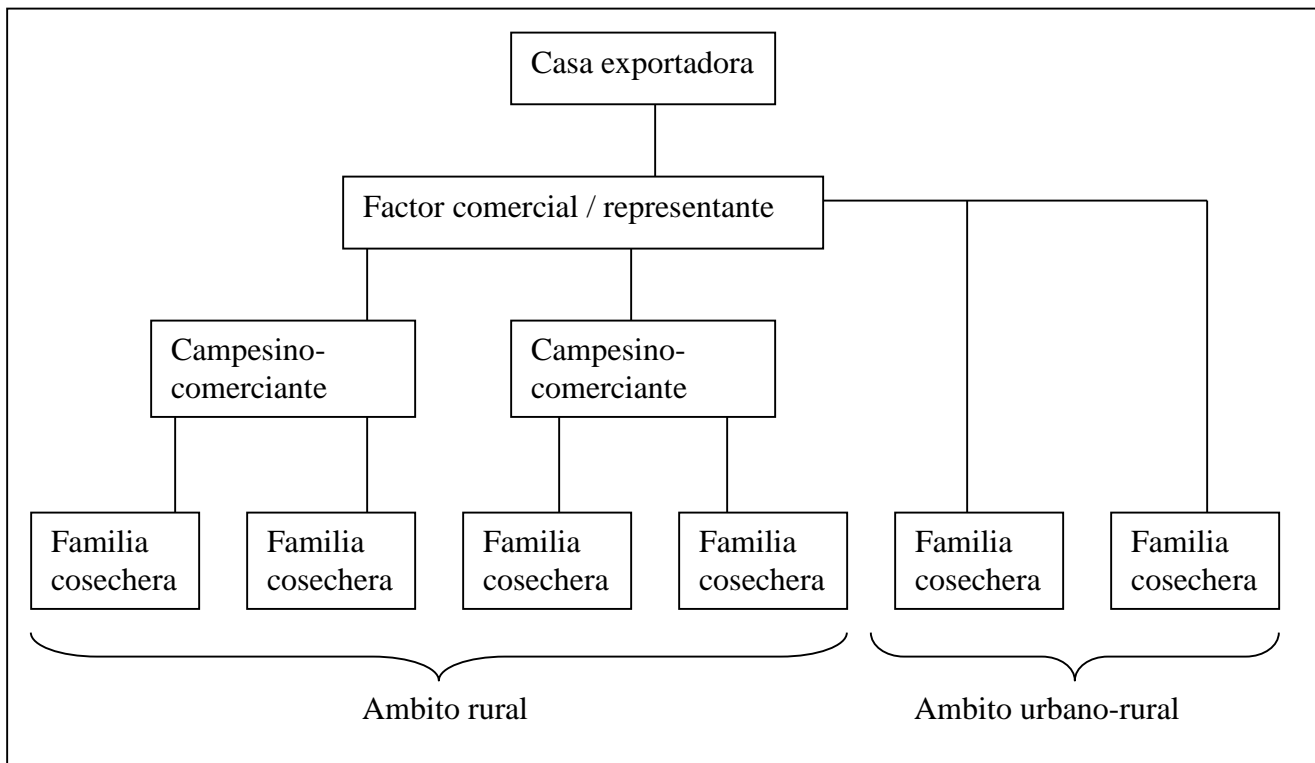 Casa exportadora
Factor comercial / representante
Campesino-
comerciante
Campesino-
comerciante
Familia
cosechera
Familia
cosechera
Familia
cosechera
Familia
cosechera
Familia
cosechera
Familia
cosechera
Ambito rural
Ambito urbano-rural